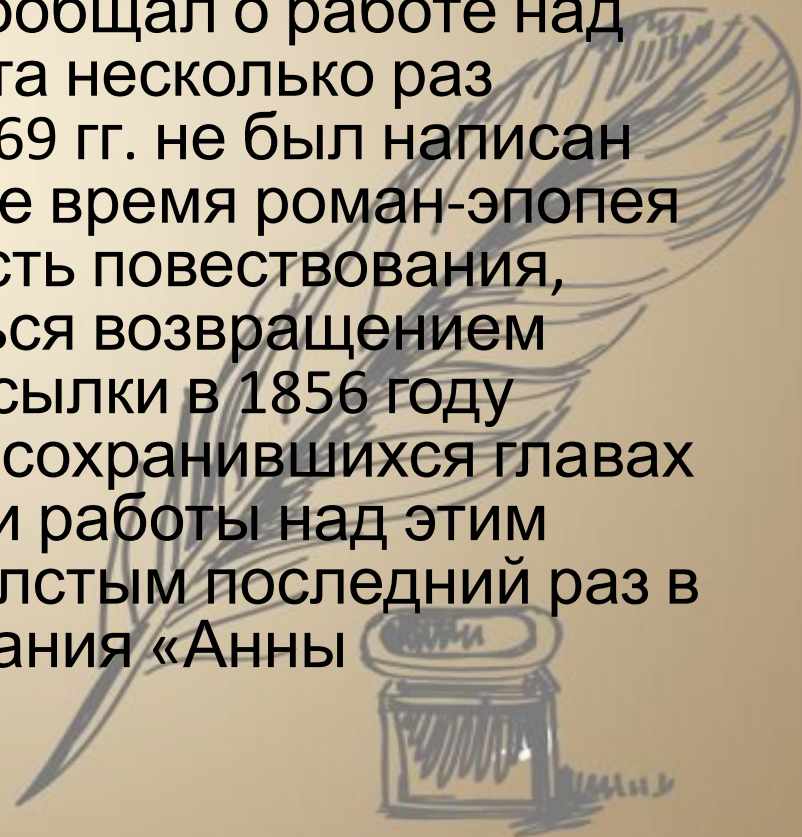 ообщал о работе над
та несколько раз
69 гг. не был написан
е время роман-эпопея
сть повествования,
ься возвращением
сылки в 1856 году
сохранившихся главах
и работы над этим
лстым последний раз в
ания «Анны